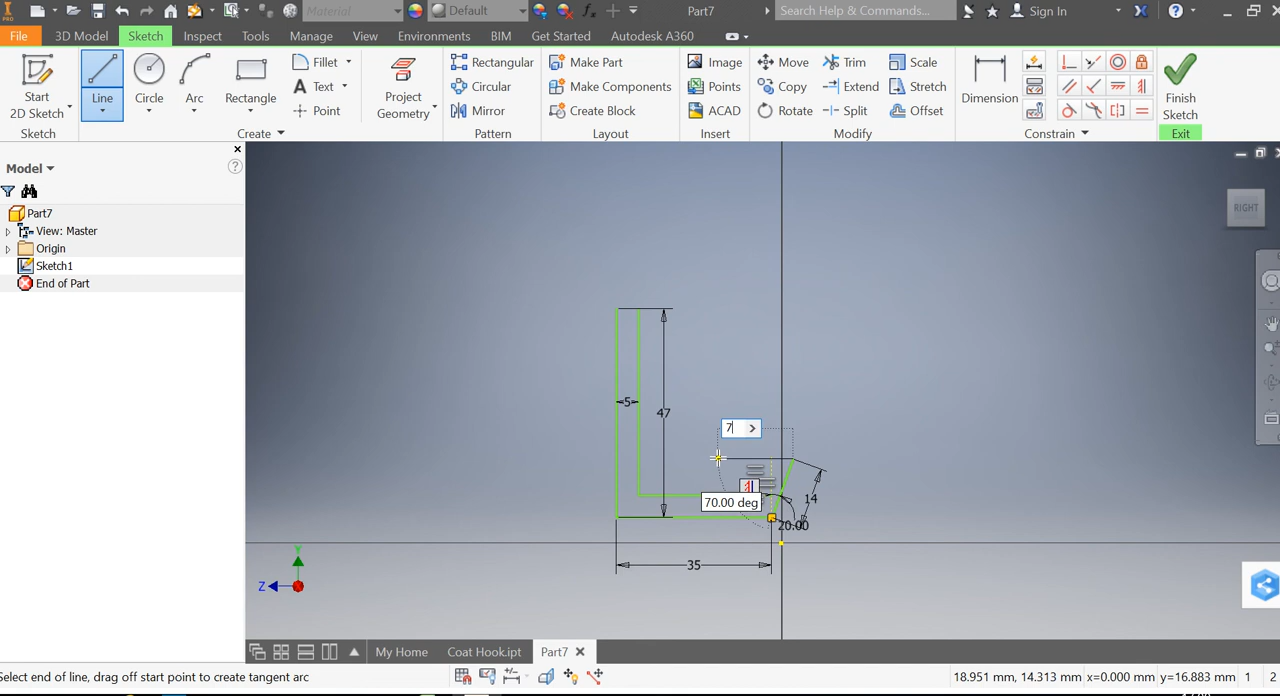 PRO
Material
Default
Part7
Search Help & Commands...
Sign In
File
3D Model
Sketch
Inspect
Tools
Manage
View
Environments
BIM
Get Started
Autodesk A360
Start
2D Sketch
Line
Circle
Arc
Rectangle
Fillet
Text
Point
Project
Geometry
Rectangular
Circular
Mirror
Make Part
Make Components
Create Block
Image
Points
ACAD
Move
Copy
Rotate
Trim
Extend
Split
Scale
Stretch
Offset
Dimension
Finish
Sketch
Sketch
Create
Pattern
Layout
Insert
Modify
Constrain
Exit
Model
Part7
View: Master
Origin
Sketch1
End of Part
RIGHT
5
47
7
70.00 deg
14
20.00
35
Y
Z
My Home
Coat Hook.ipt
Part7
Select end of line, drag off start point to create tangent arc
18.951 mm, 14.313 mm
x=0.000 mm
y=16.883 mm
1
2